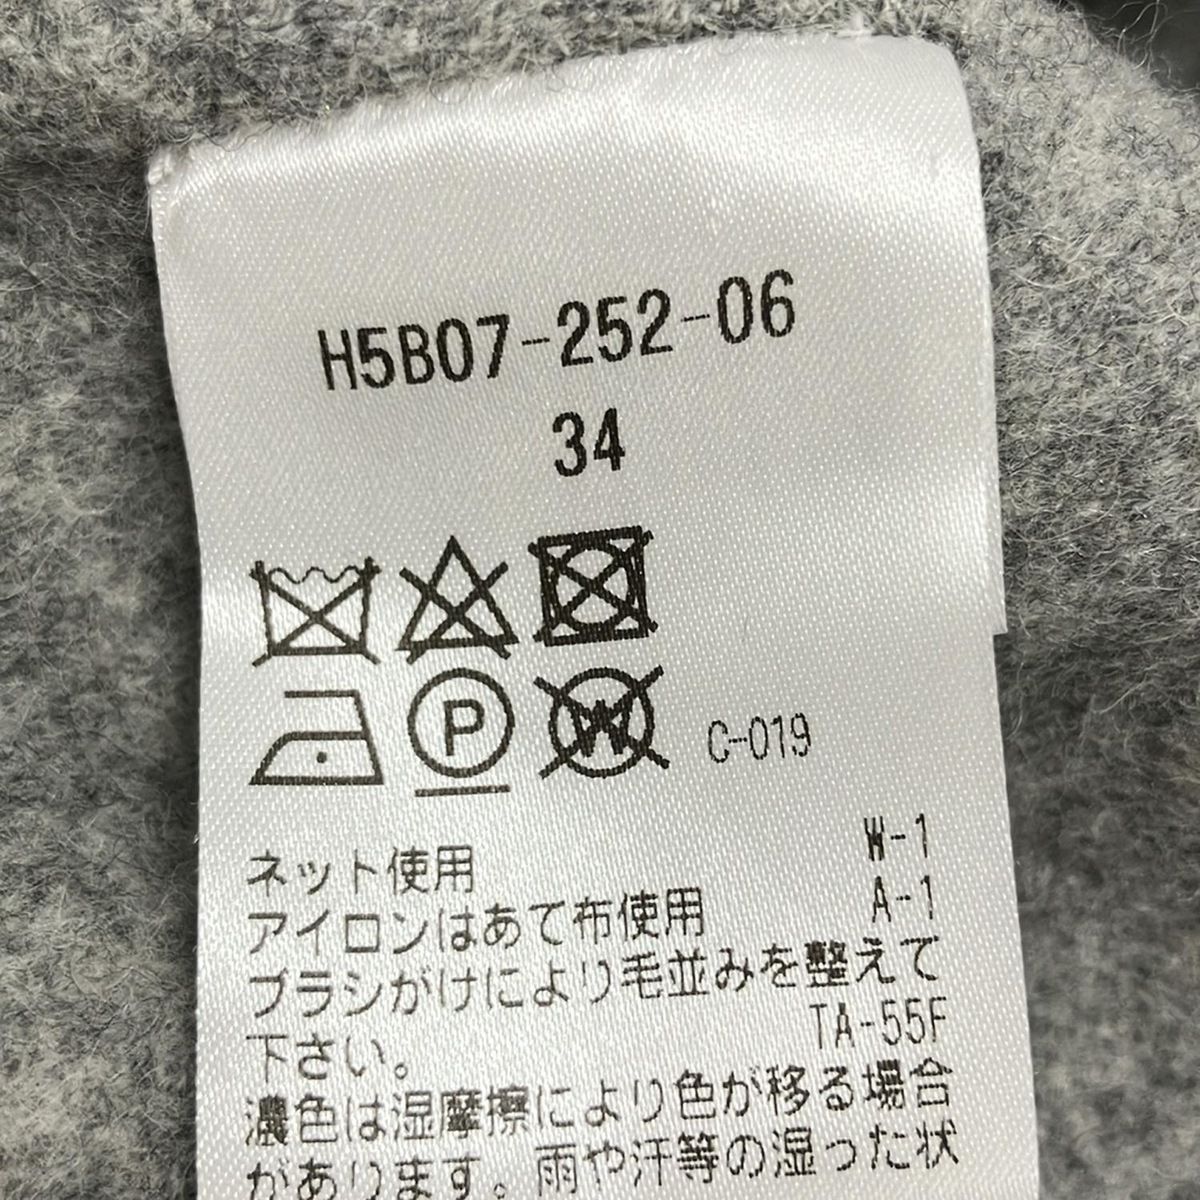 H5B07-252-06
34
P W C-019
W-1
ネット使用
A-1
アイロンはあて布使用
ブラシがけにより毛並みを整えて
下さい。
TA-55F
濃色は湿摩擦により色が移る場合
があります。雨や汗等の湿った状